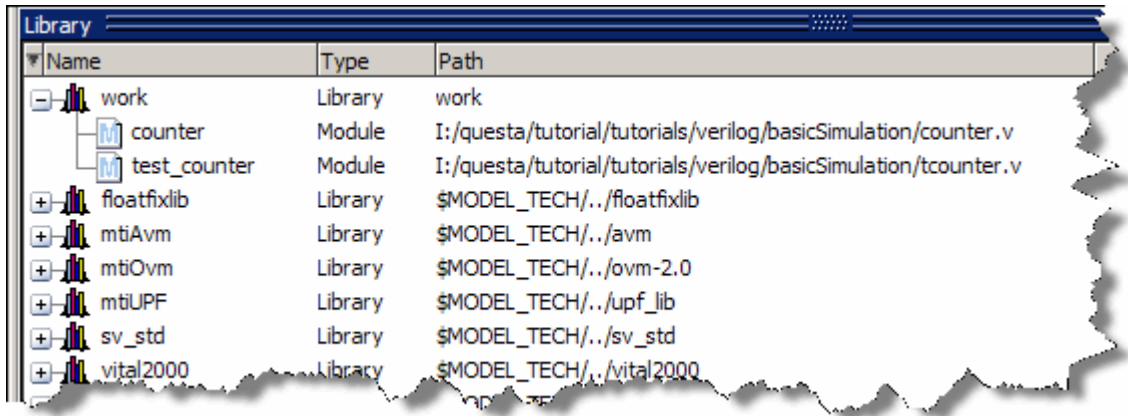 Library
Name Type Path
work Library work
counter Module I:/questa/tutorial/tutorials/verilog/basicSimulation/counter.v
test_counter Module I:/questa/tutorial/tutorials/verilog/basicSimulation/tcounter.v
floatfixlib Library $MODEL_TECH/../floatfixlib
mtiAvm Library $MODEL_TECH/../avm
mtiOvm Library $MODEL_TECH/../ovm-2.0
mtiUPF Library $MODEL_TECH/../upf_lib
sv_std Library $MODEL_TECH/../sv_std
vital2000 Library $MODEL_TECH/../vital2000